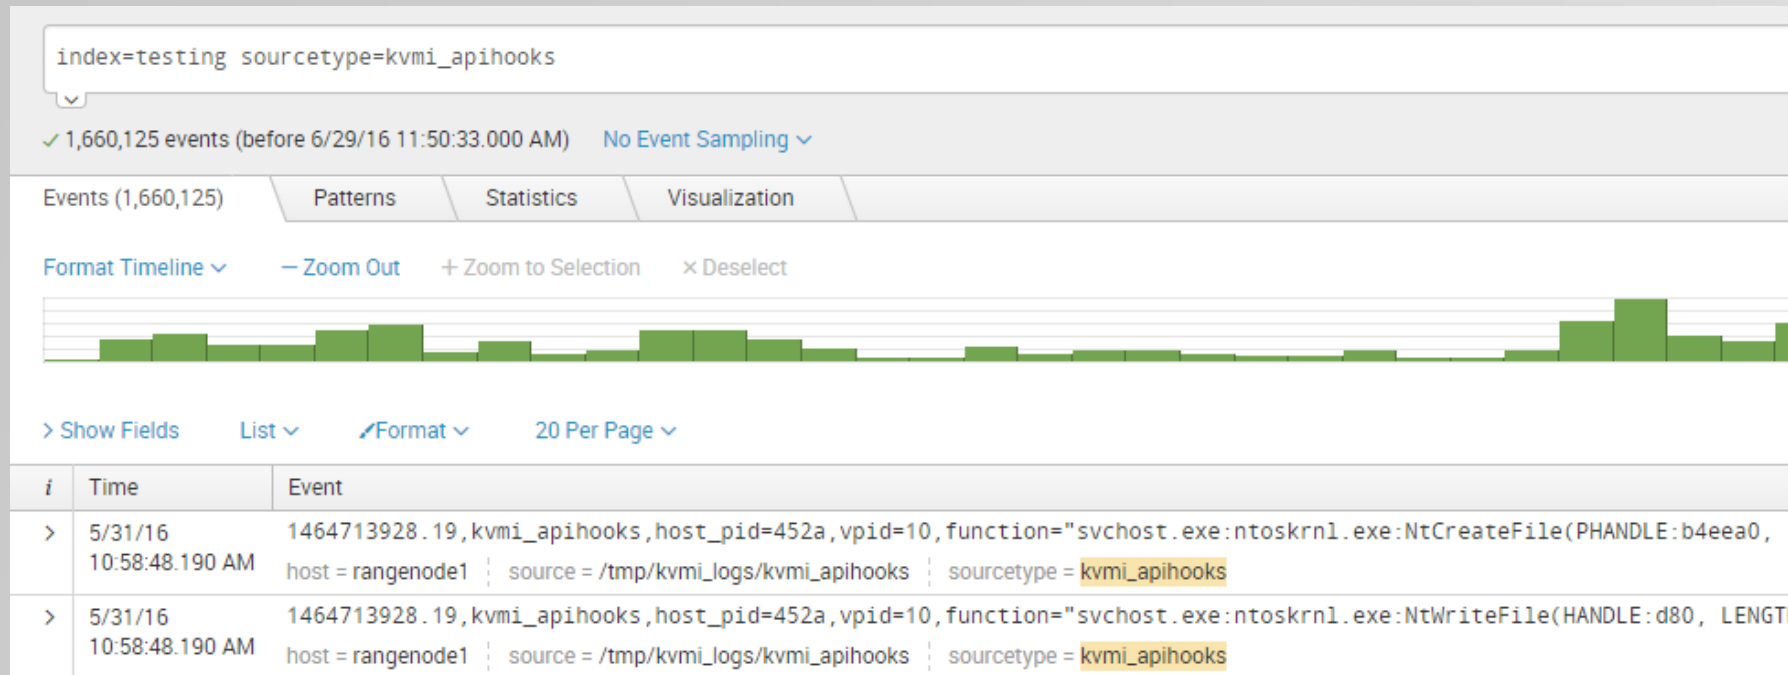 index=testing sourcetype=kvmi_apihooks
1,660,125 events (before 6/29/16 11:50:33.000 AM) No Event Sampling
Events (1,660,125) Patterns Statistics Visualization
Format Timeline — Zoom Out + Zoom to Selection × Deselect
> Show Fields List Format 20 Per Page
i Time Event
> 5/31/16 1464713928.19,kvmi_apihooks,host_pid=452a,vpid=10,function="svchost.exe:ntoskrnl.exe:NtCreateFile(PHANDLE:b4eea0,
10:58:48.190 AM host = rangenode1 source = /tmp/kvmi_logs/kvmi_apihooks sourcetype = kvmi_apihooks
> 5/31/16 1464713928.19,kvmi_apihooks,host_pid=452a,vpid=10,function="svchost.exe:ntoskrnl.exe:NtWriteFile(HANDLE:d80, LENGT
10:58:48.190 AM host = rangenode1 source = /tmp/kvmi_logs/kvmi_apihooks sourcetype = kvmi_apihooks